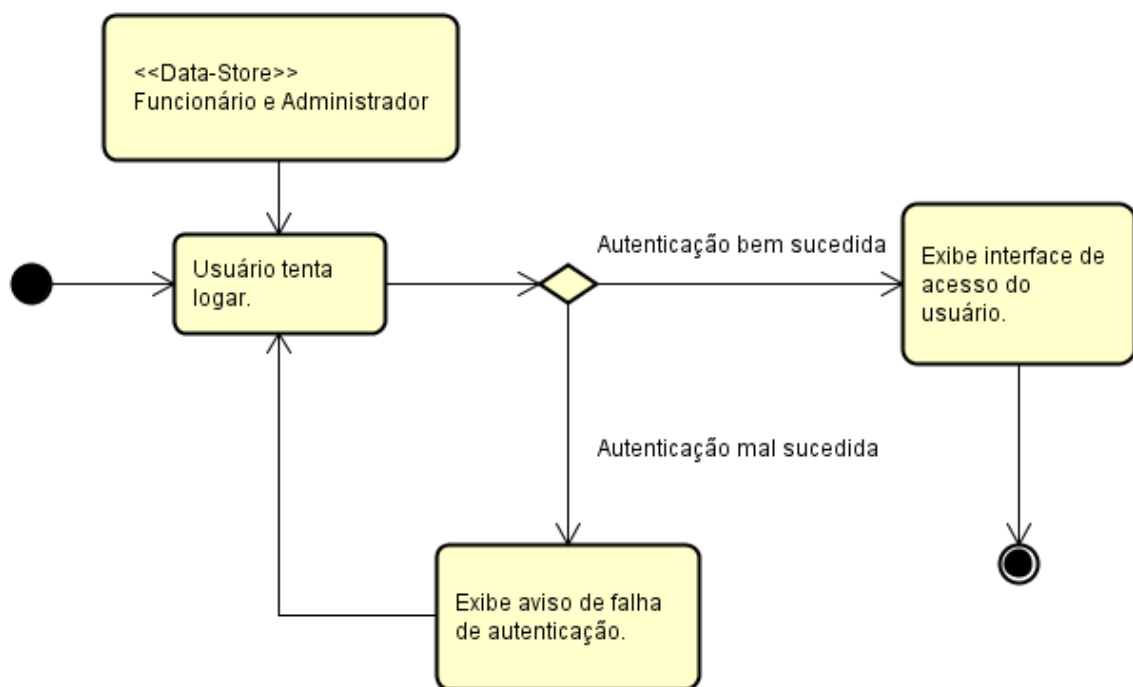 <<Data-Store>>
Funcionário e Administrador
Usuário tenta
logar.
Autenticação bem sucedida
Exibe interface de
acesso do
usuário.
Autenticação mal sucedida
Exibe aviso de falha
de autenticação.